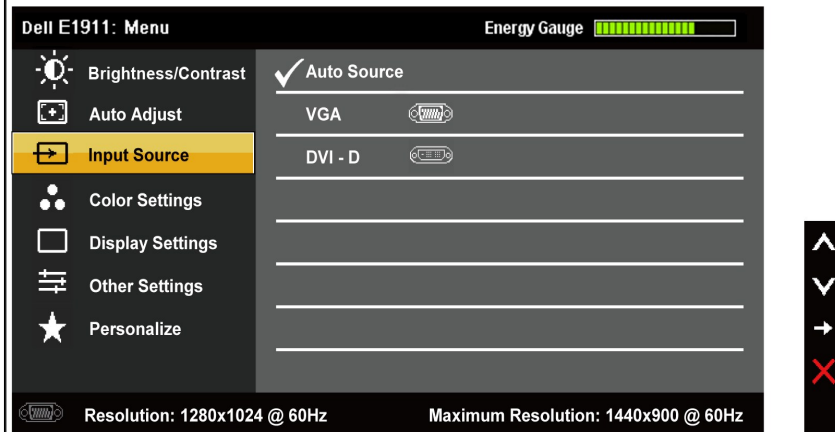 Dell E1911: Menu
Energy Gauge
Brightness/Contrast
Auto Source
Auto Adjust
VGA
Input Source
DVI - D
Color Settings
Display Settings
Other Settings
Personalize
Resolution: 1280x1024 @ 60Hz
Maximum Resolution: 1440x900 @ 60Hz